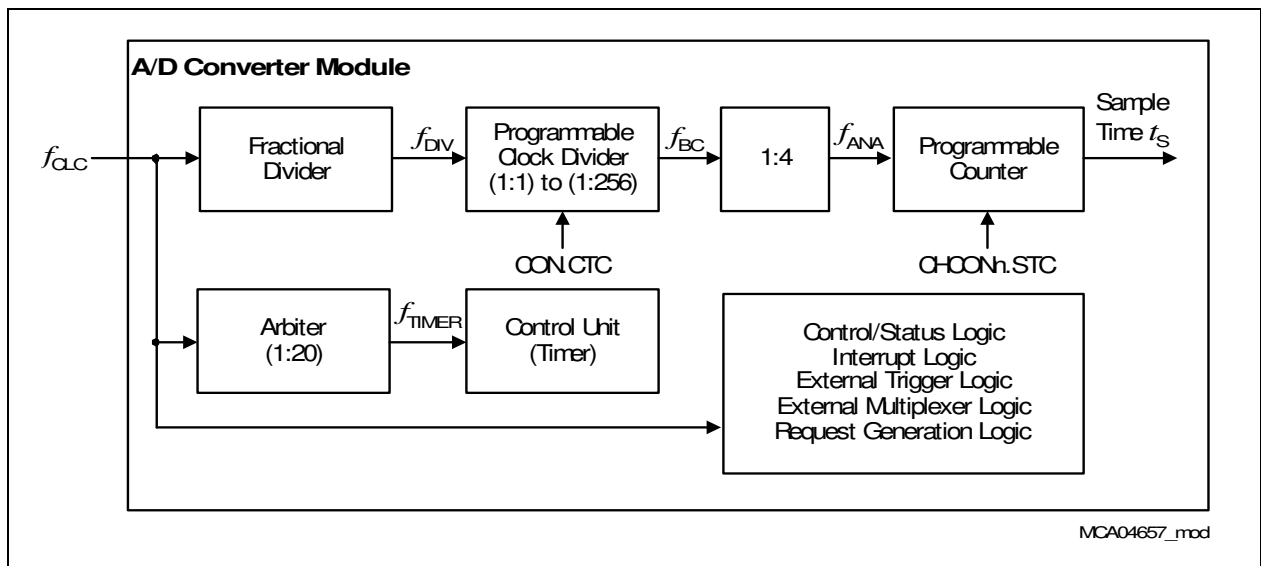 A/D Converter Module
fCLC
Fractional
Divider
fDIV
Programmable
Clock Divider
(1:1) to (1:256)
fBC
1:4
fANA
Programmable
Counter
Sample
Time tS
CON.CTC
CHCONn.STC
Arbiter
(1:20)
fTIMER
Control Unit
(Timer)
Control/Status Logic
Interrupt Logic
External Trigger Logic
External Multiplexer Logic
Request Generation Logic
MCA04657_mod